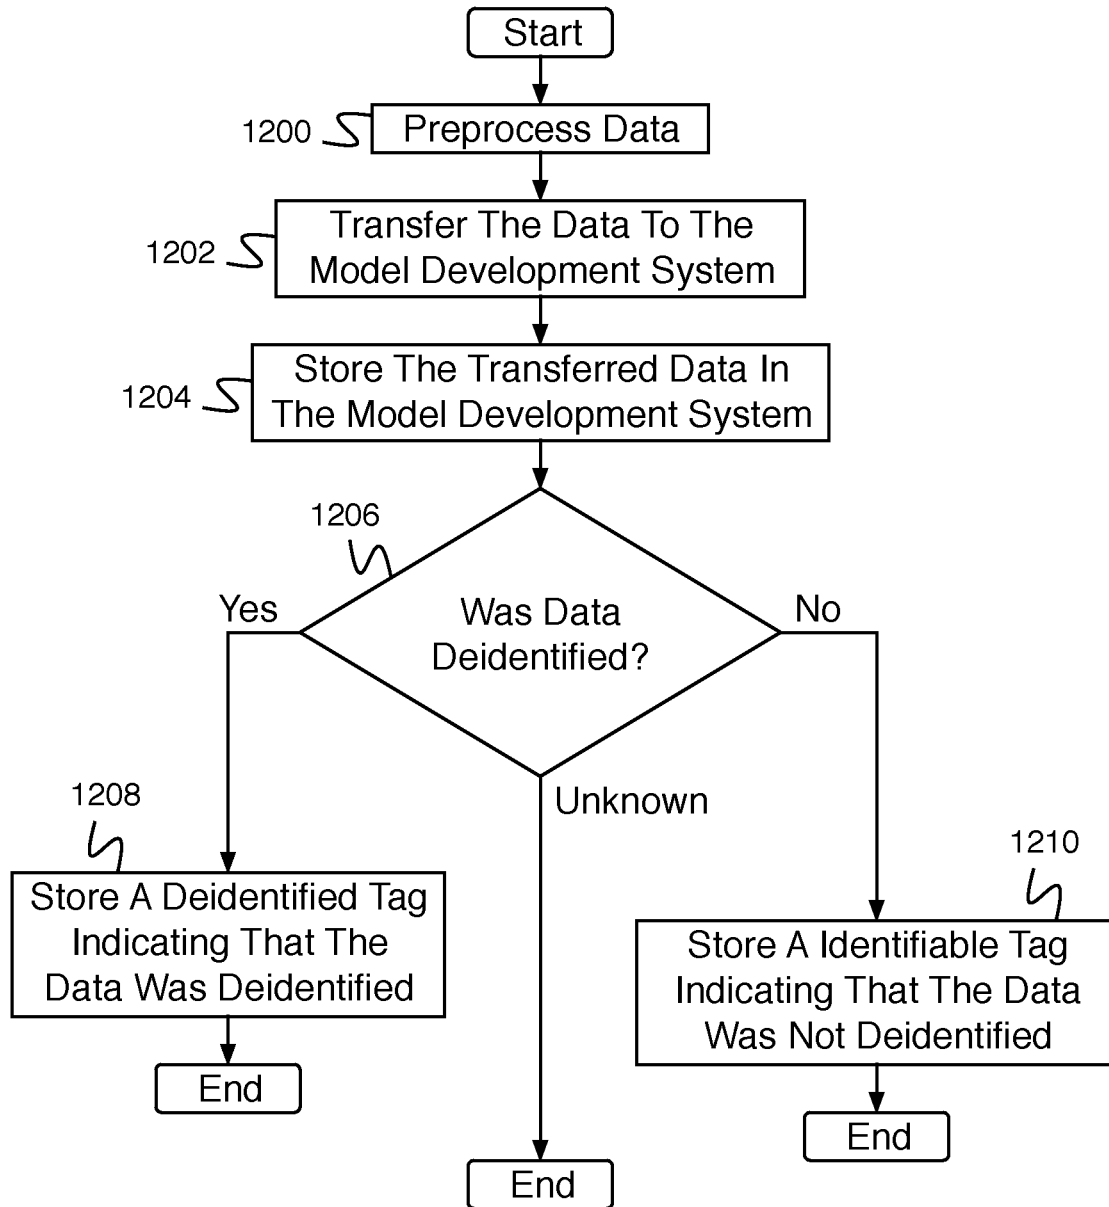 Start
1200
Preprocess Data
1202
Transfer The Data To The
Model Development System
1204
Store The Transferred Data In
The Model Development System
1206
Was Data
Deidentified?
Yes
No
Unknown
1208
Store A Deidentified Tag
Indicating That The
Data Was Deidentified
End
1210
Store A Identifiable Tag
Indicating That The Data
Was Not Deidentified
End
End